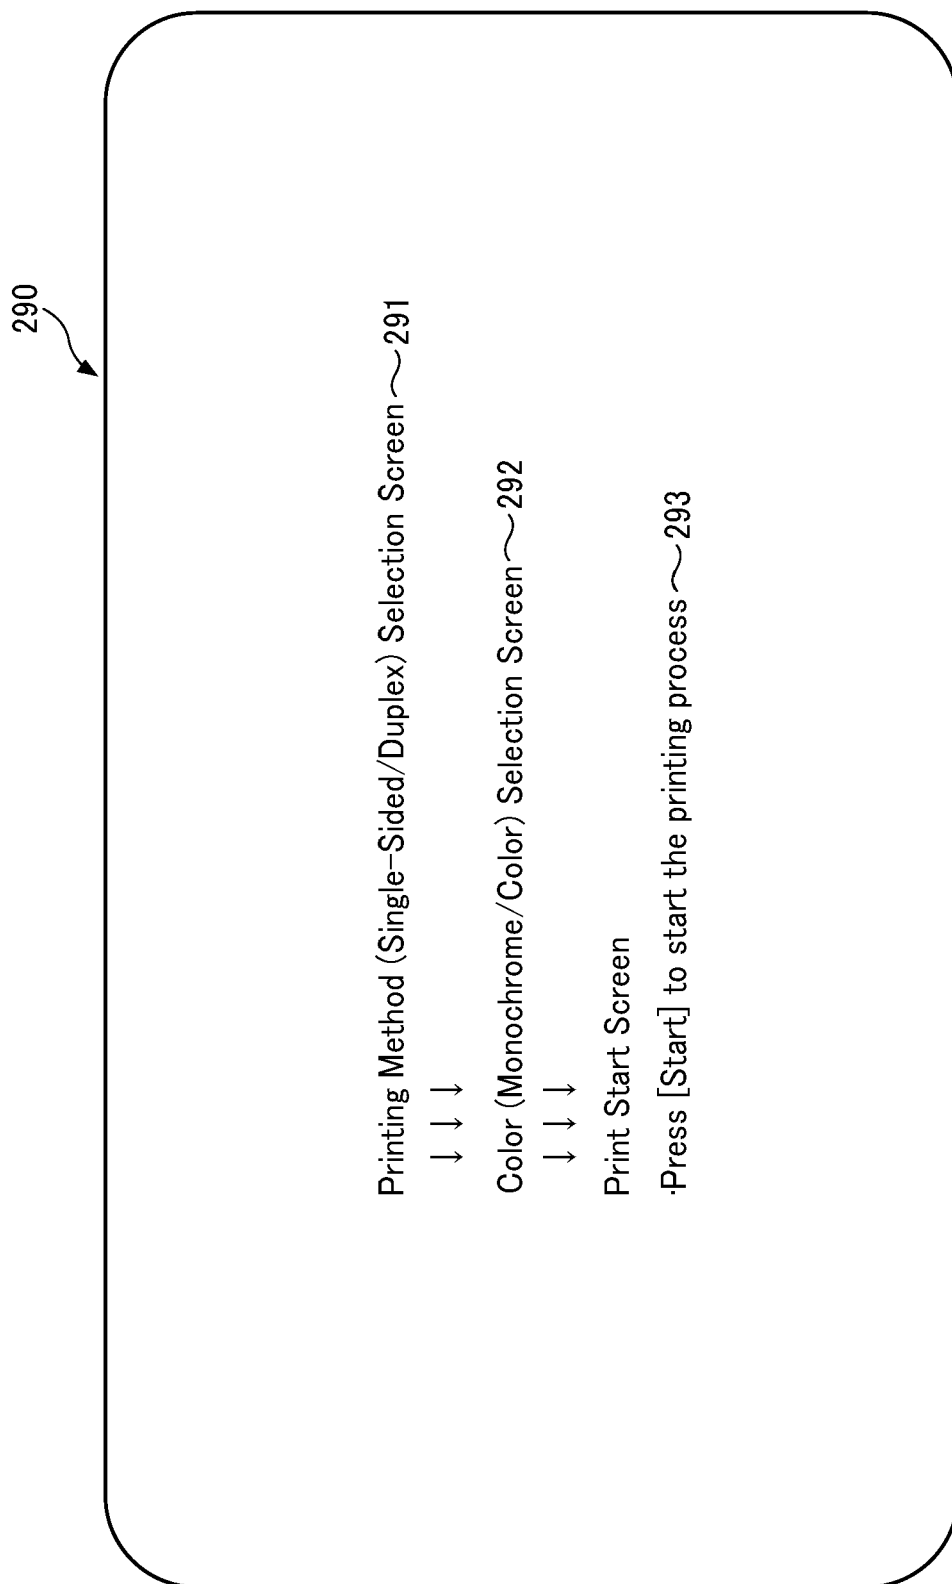 290
Printing Method (Single-Sided/Duplex) Selection Screen 291
↓ ↓ ↓
Color (Monochrome/Color) Selection Screen 292
↓ ↓ ↓
Print Start Screen
·Press [Start] to start the printing process 293